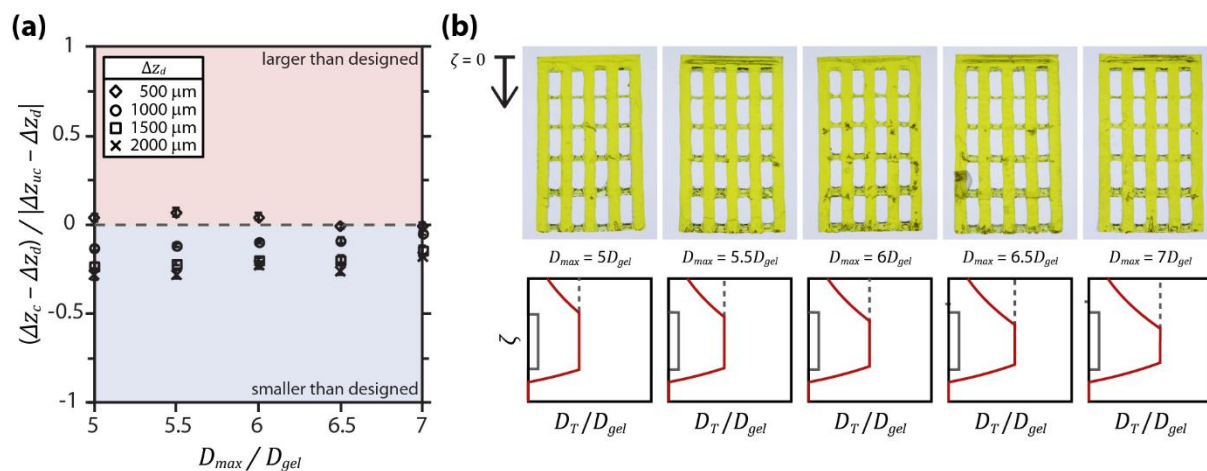 (a)
(b)
1
0.5
0
-0.5
-1
(Δz_c − Δz_d) / |Δz_uc − Δz_d|
larger than designed
Δz_d
500 μm
1000 μm
1500 μm
2000 μm
smaller than designed
5 5.5 6 6.5 7
D_max / D_gel
ζ = 0
D_max = 5D_gel D_max = 5.5D_gel D_max = 6D_gel D_max = 6.5D_gel D_max = 7D_gel
ζ
D_T/D_gel D_T/D_gel D_T/D_gel D_T/D_gel D_T/D_gel